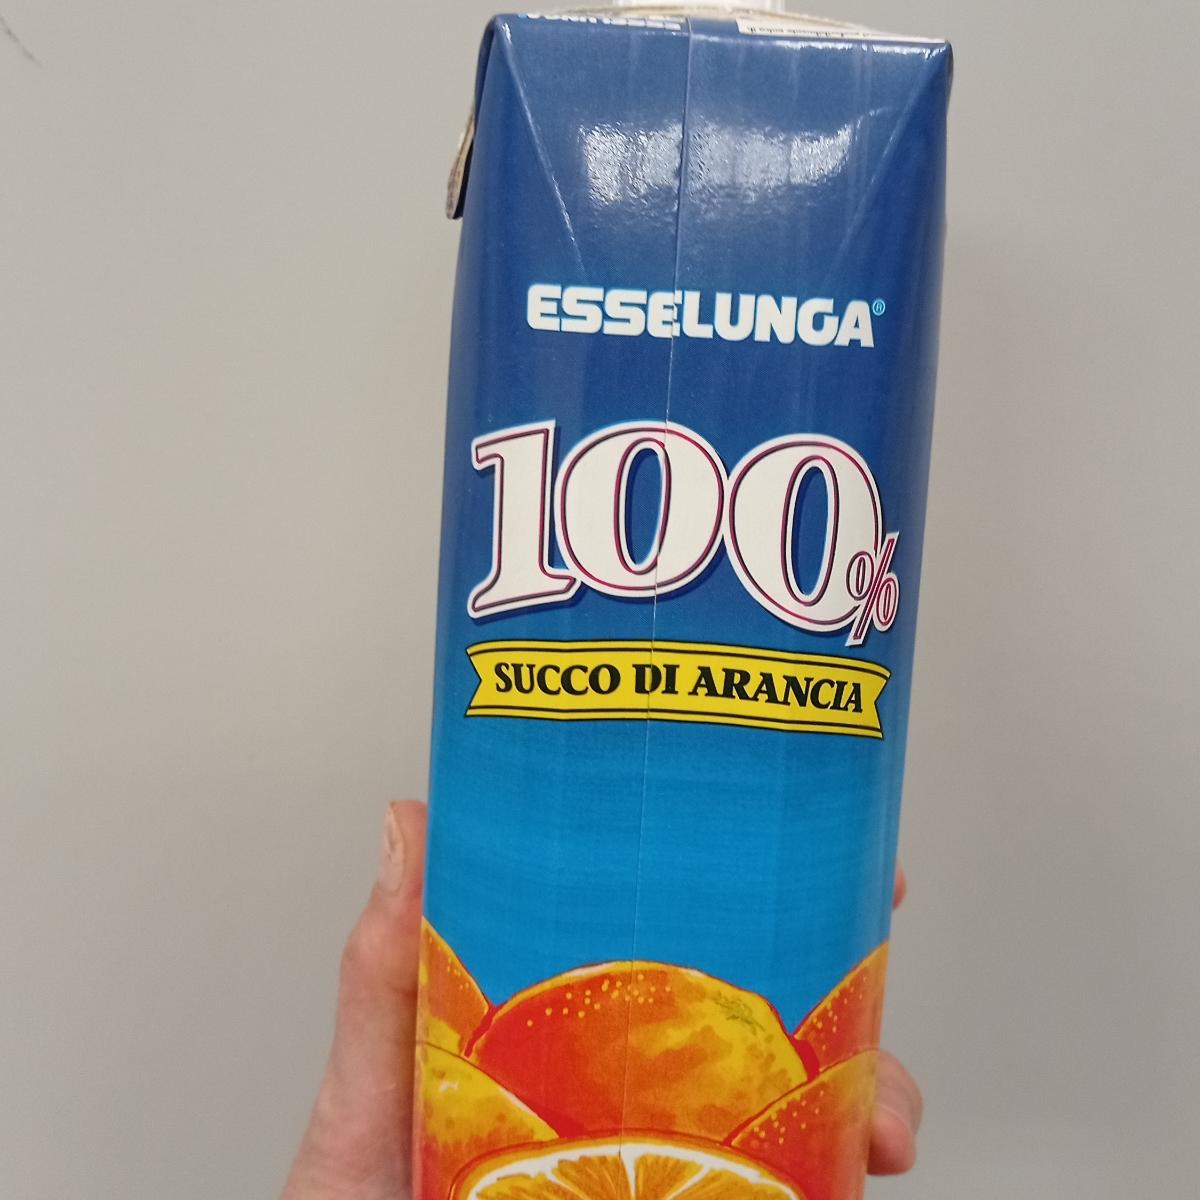 ESSELUNGA®
100%
SUCCO DI ARANCIA